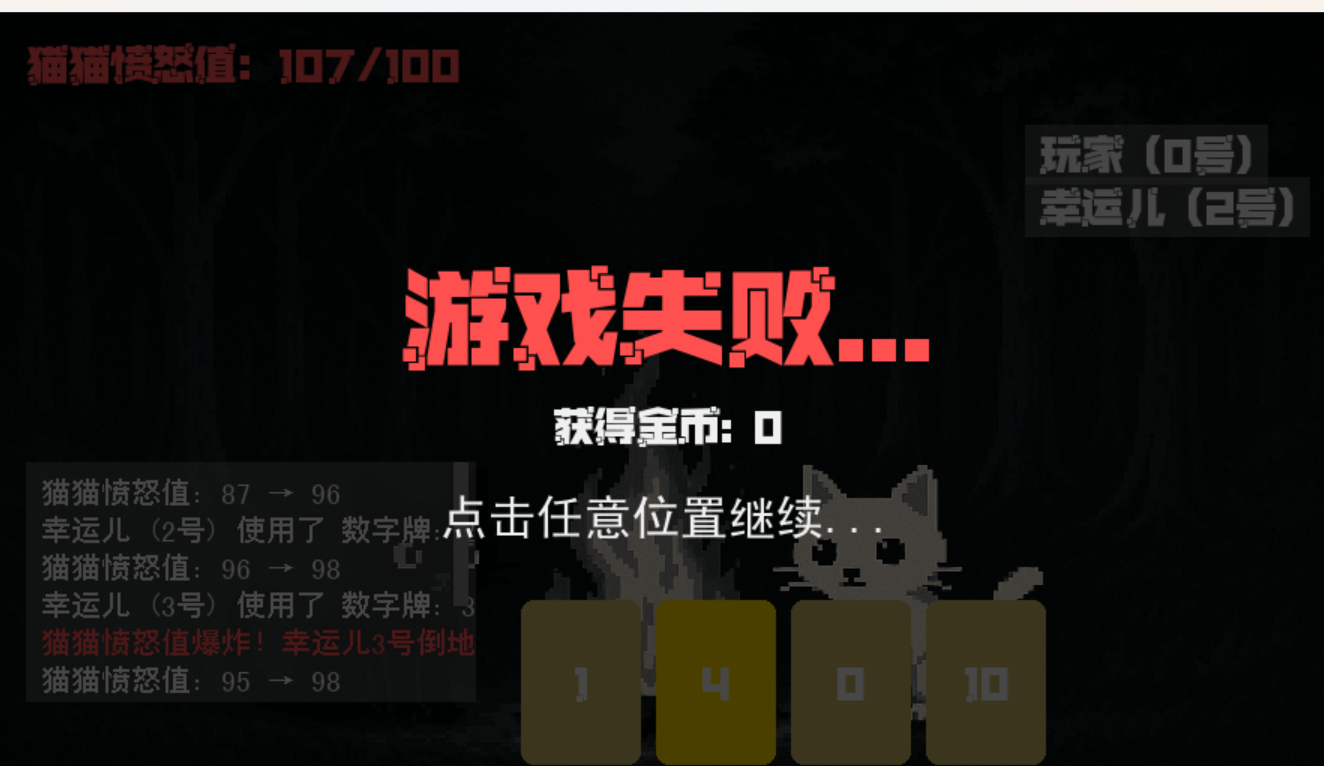 猫猫愤怒值: 107/100
玩家（0号）
幸运儿（2号）
游戏失败...
获得金币: 0
点击任意位置继续...
猫猫愤怒值: 87 → 96
幸运儿（2号）使用了 数字牌:
猫猫愤怒值: 96 → 98
幸运儿（3号）使用了 数字牌: 3
猫猫愤怒值爆炸! 幸运儿3号倒地
猫猫愤怒值: 95 → 98
1
4
0
10